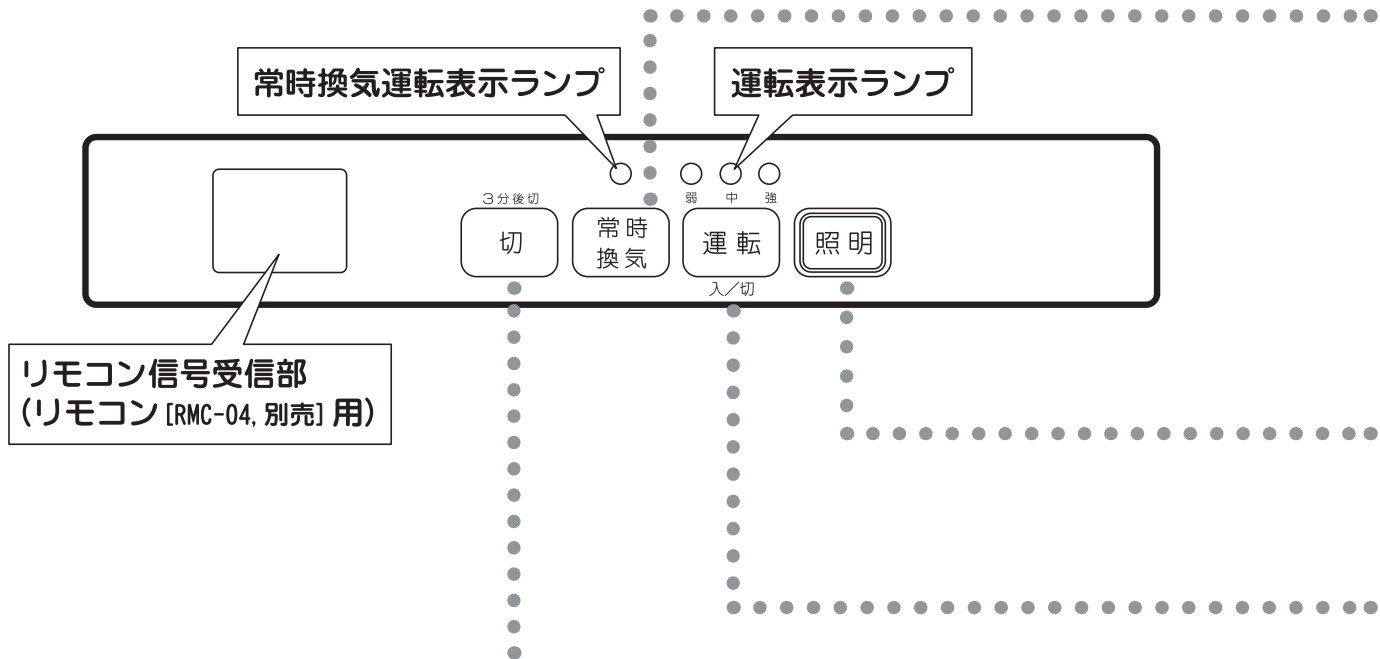 常時換気運転表示ランプ
運転表示ランプ
3分後切
弱 中 強
切
常時
換気
運転
照明
入／切
リモコン信号受信部
(リモコン [RMC-04, 別売] 用)